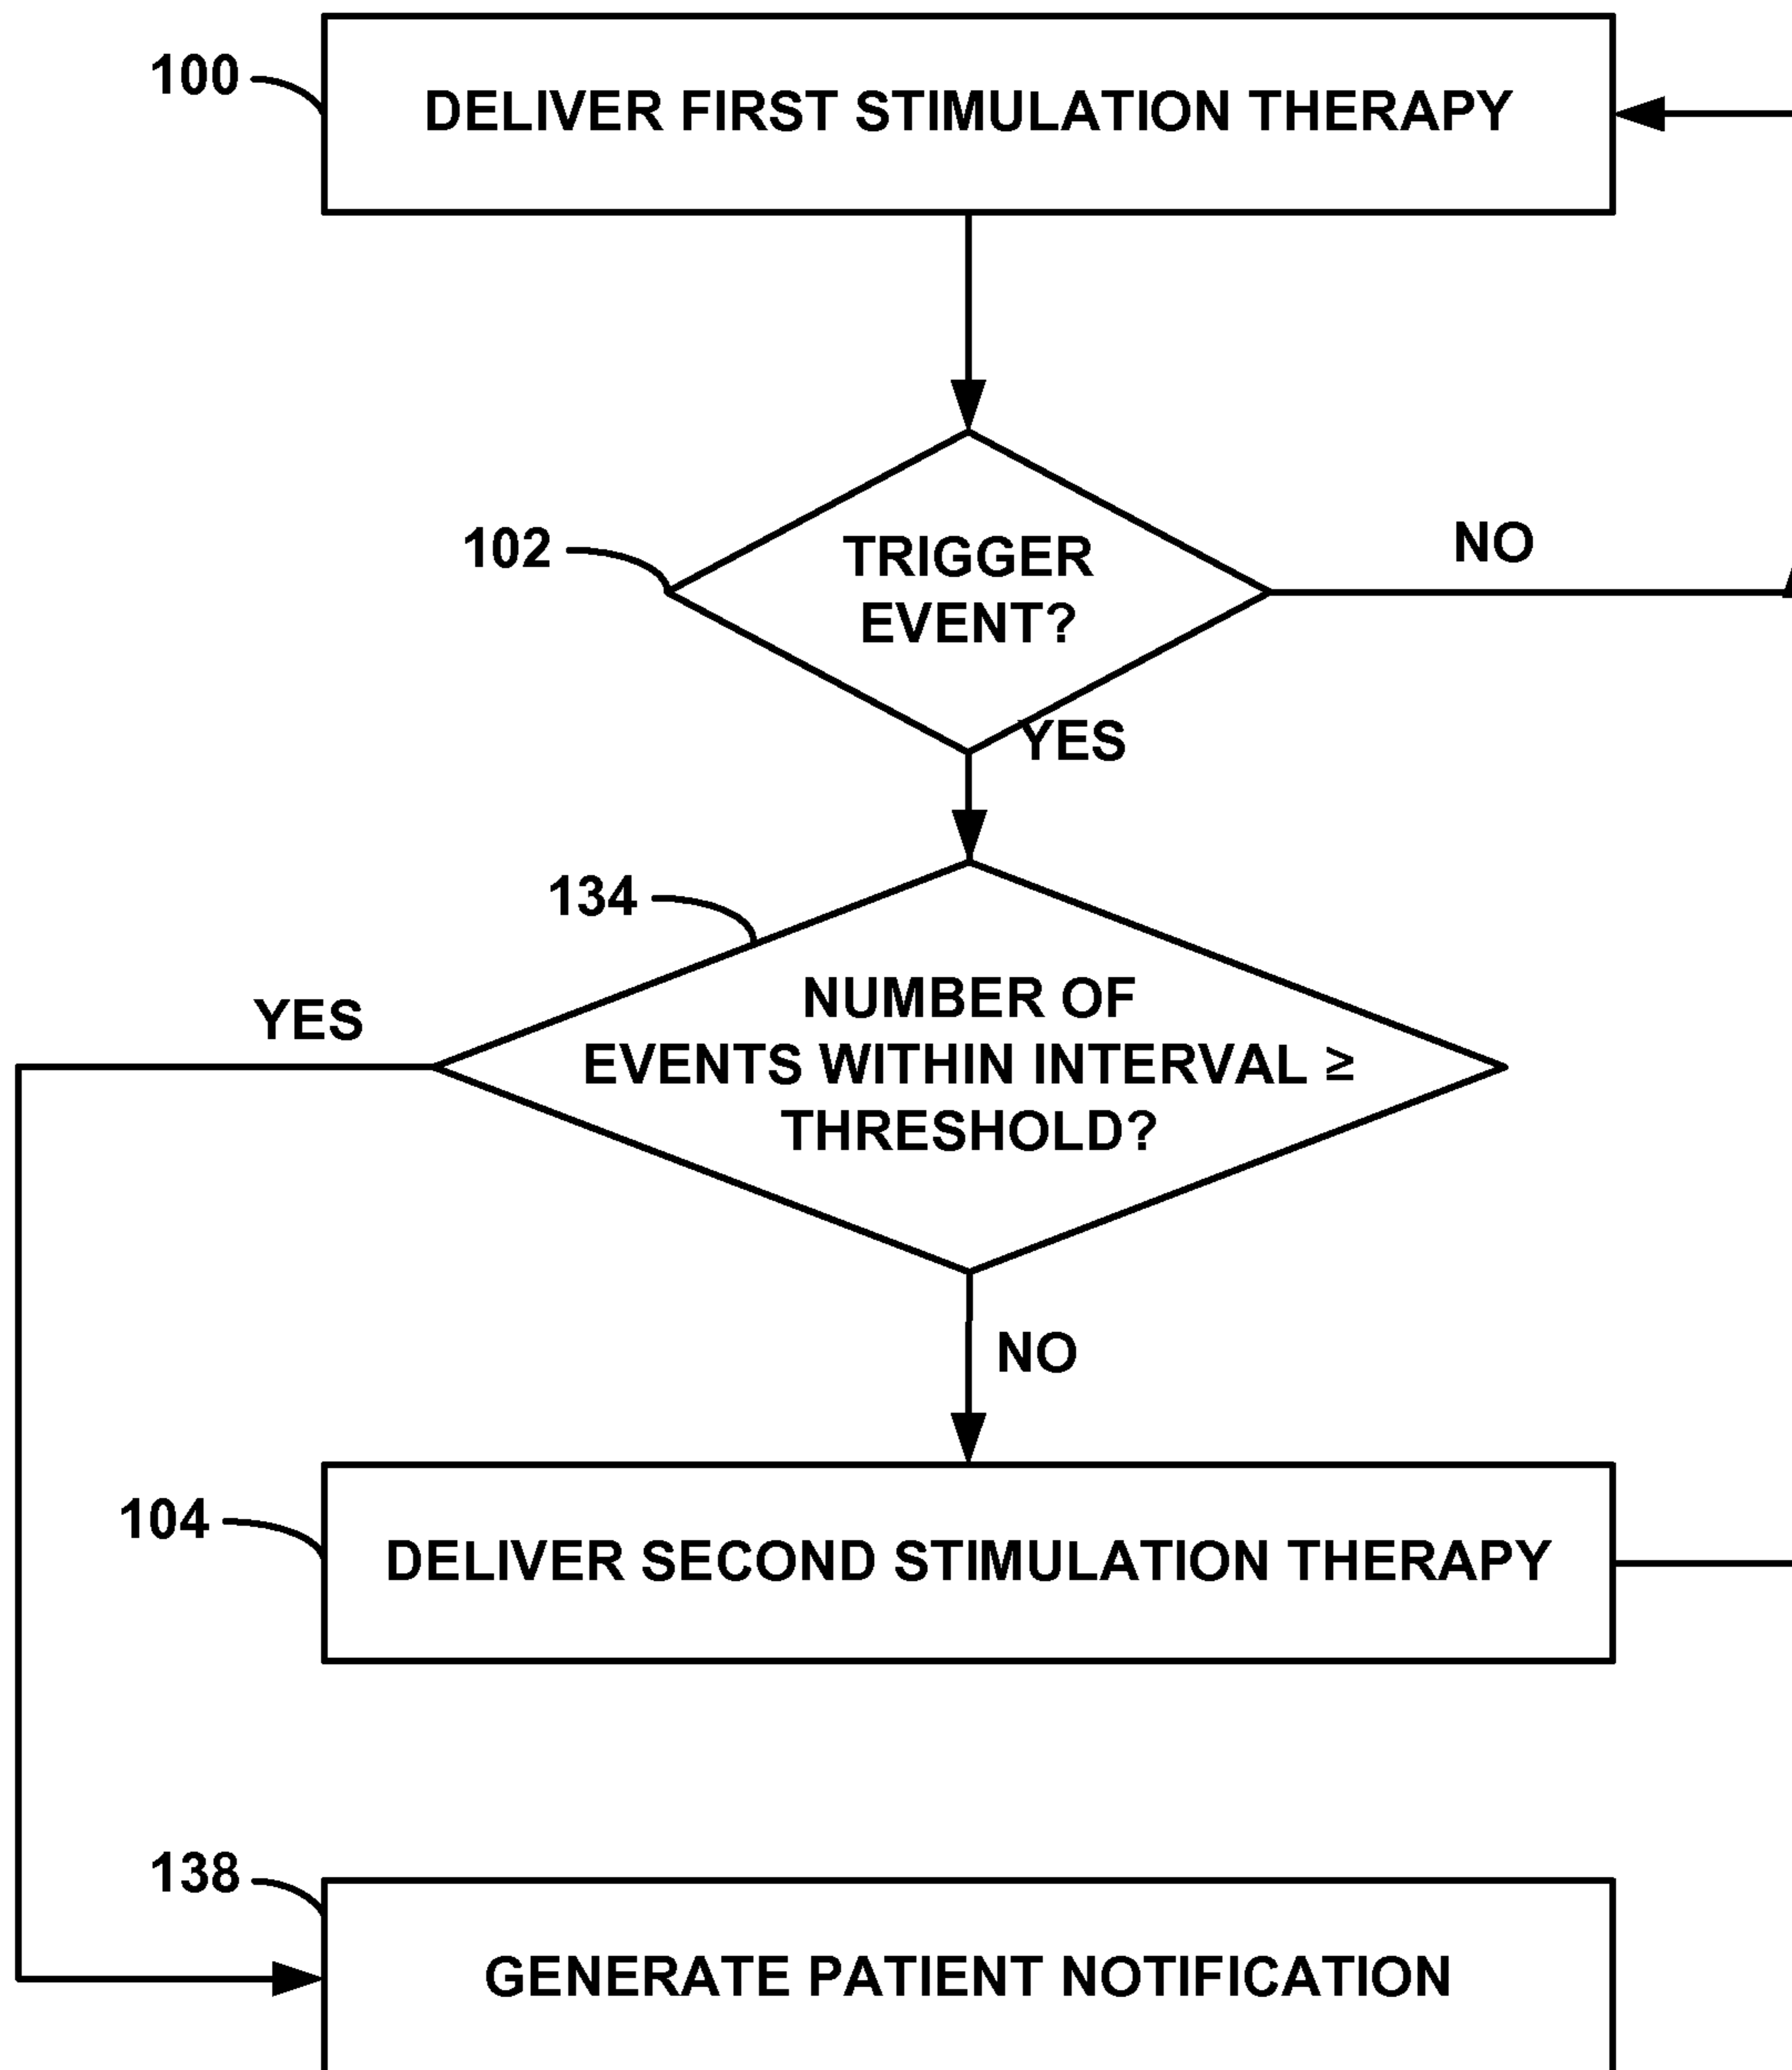 100
DELIVER FIRST STIMULATION THERAPY
102
TRIGGER
EVENT?
NO
YES
134
NUMBER OF
EVENTS WITHIN INTERVAL ≥
THRESHOLD?
YES
NO
104
DELIVER SECOND STIMULATION THERAPY
138
GENERATE PATIENT NOTIFICATION